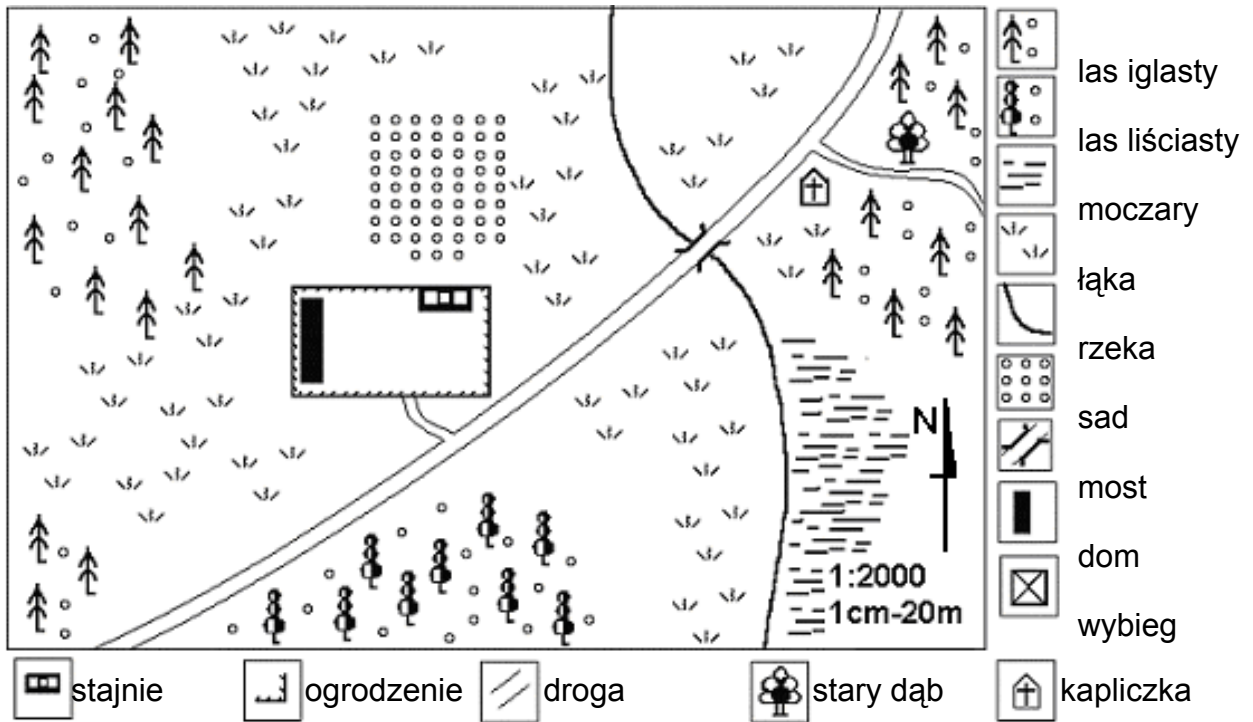 las iglasty
las liściasty
moczary
łąka
rzeka
sad
most
dom
wybieg
N
1:2000
1cm-20m
stajnie
ogrodzenie
droga
stary dąb
kapliczka